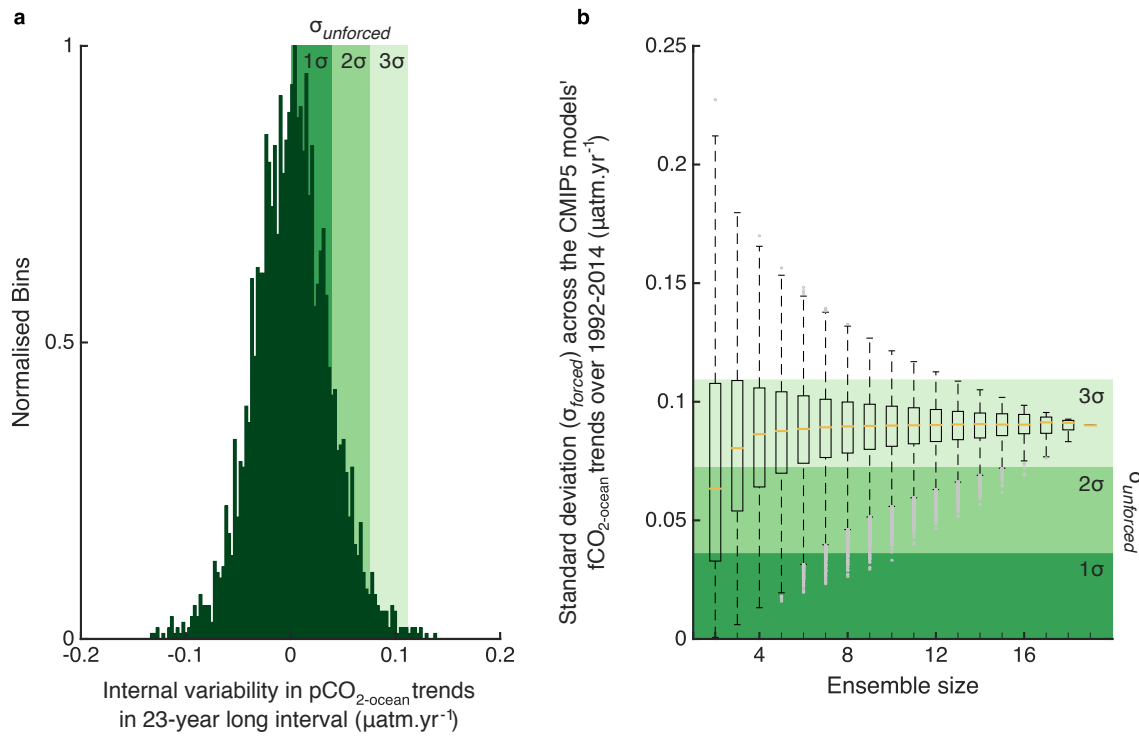 a
σunforced
1σ 2σ 3σ
1
0.5
0
Normalised Bins
-0.2 -0.1 0 0.1 0.2
Internal variability in pCO2-ocean trends
in 23-year long interval (µatm.yr-1)
b
0.25
0.2
0.15
0.1
0.05
0
Standard deviation (σforced) across the CMIP5 models'
fCO2-ocean trends over 1992-2014 (µatm.yr-1)
3σ
2σ
1σ
σunforced
4 8 12 16
Ensemble size